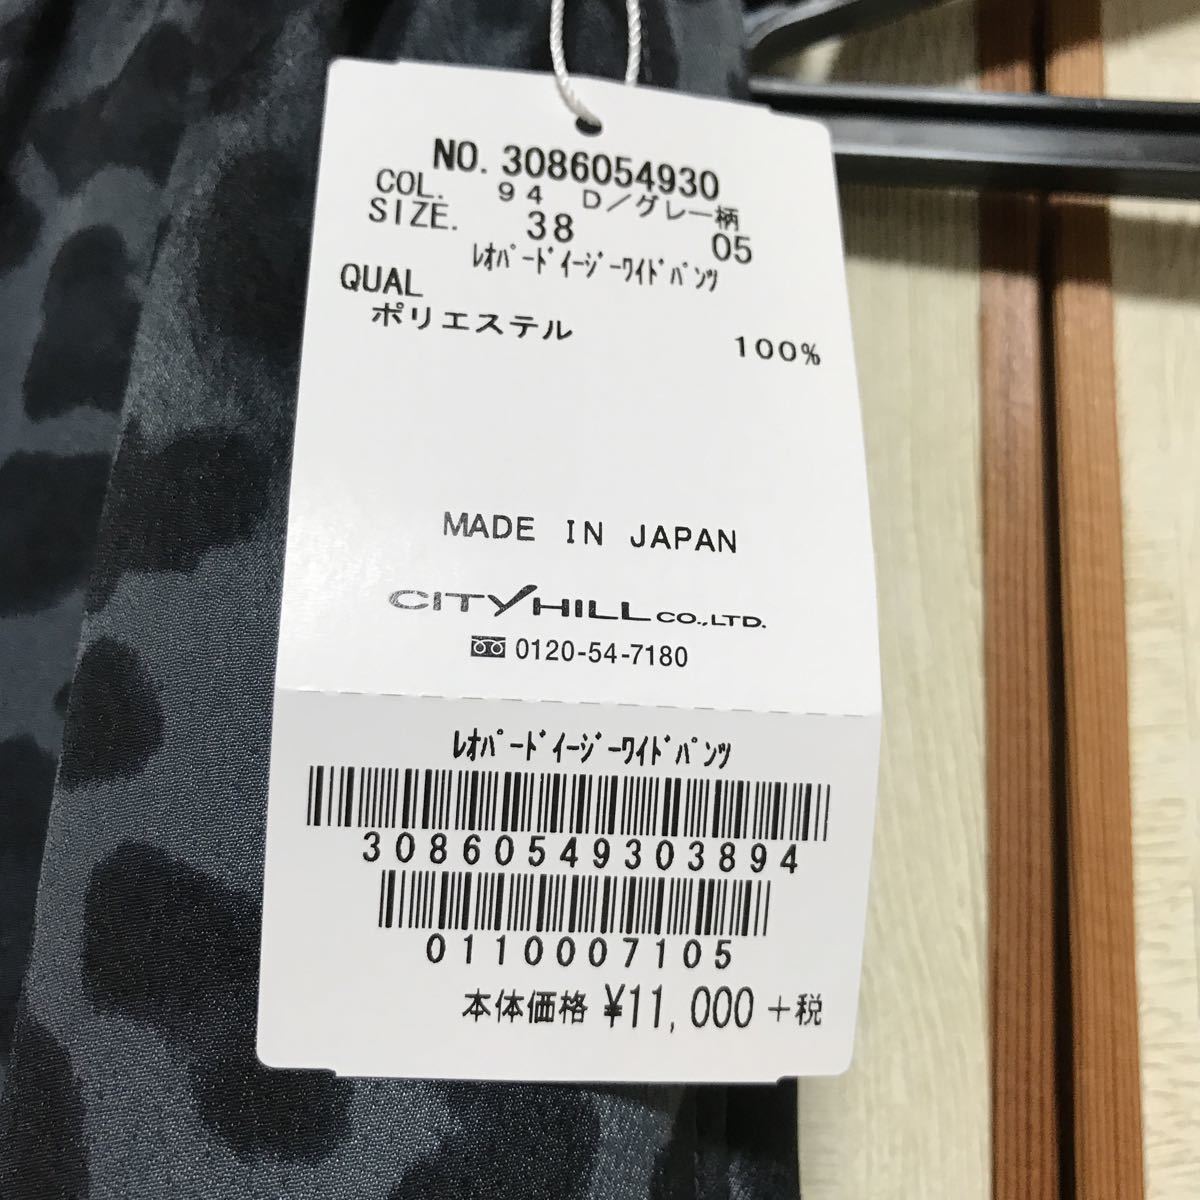 NO. 3086054930
COL. 94 D/グレー柄
SIZE. 38 05
ﾚｵﾊﾟｰﾄﾞｲｰｼﾞｰﾜｲﾄﾞﾊﾟﾝﾂ
QUAL
ポリエステル 100%
MADE IN JAPAN
CITY HILL CO.,LTD.
0120-54-7180
ﾚｵﾊﾟｰﾄﾞｲｰｼﾞｰﾜｲﾄﾞﾊﾟﾝﾂ
30860549303894
0110007105
本体価格 ¥11,000 +税